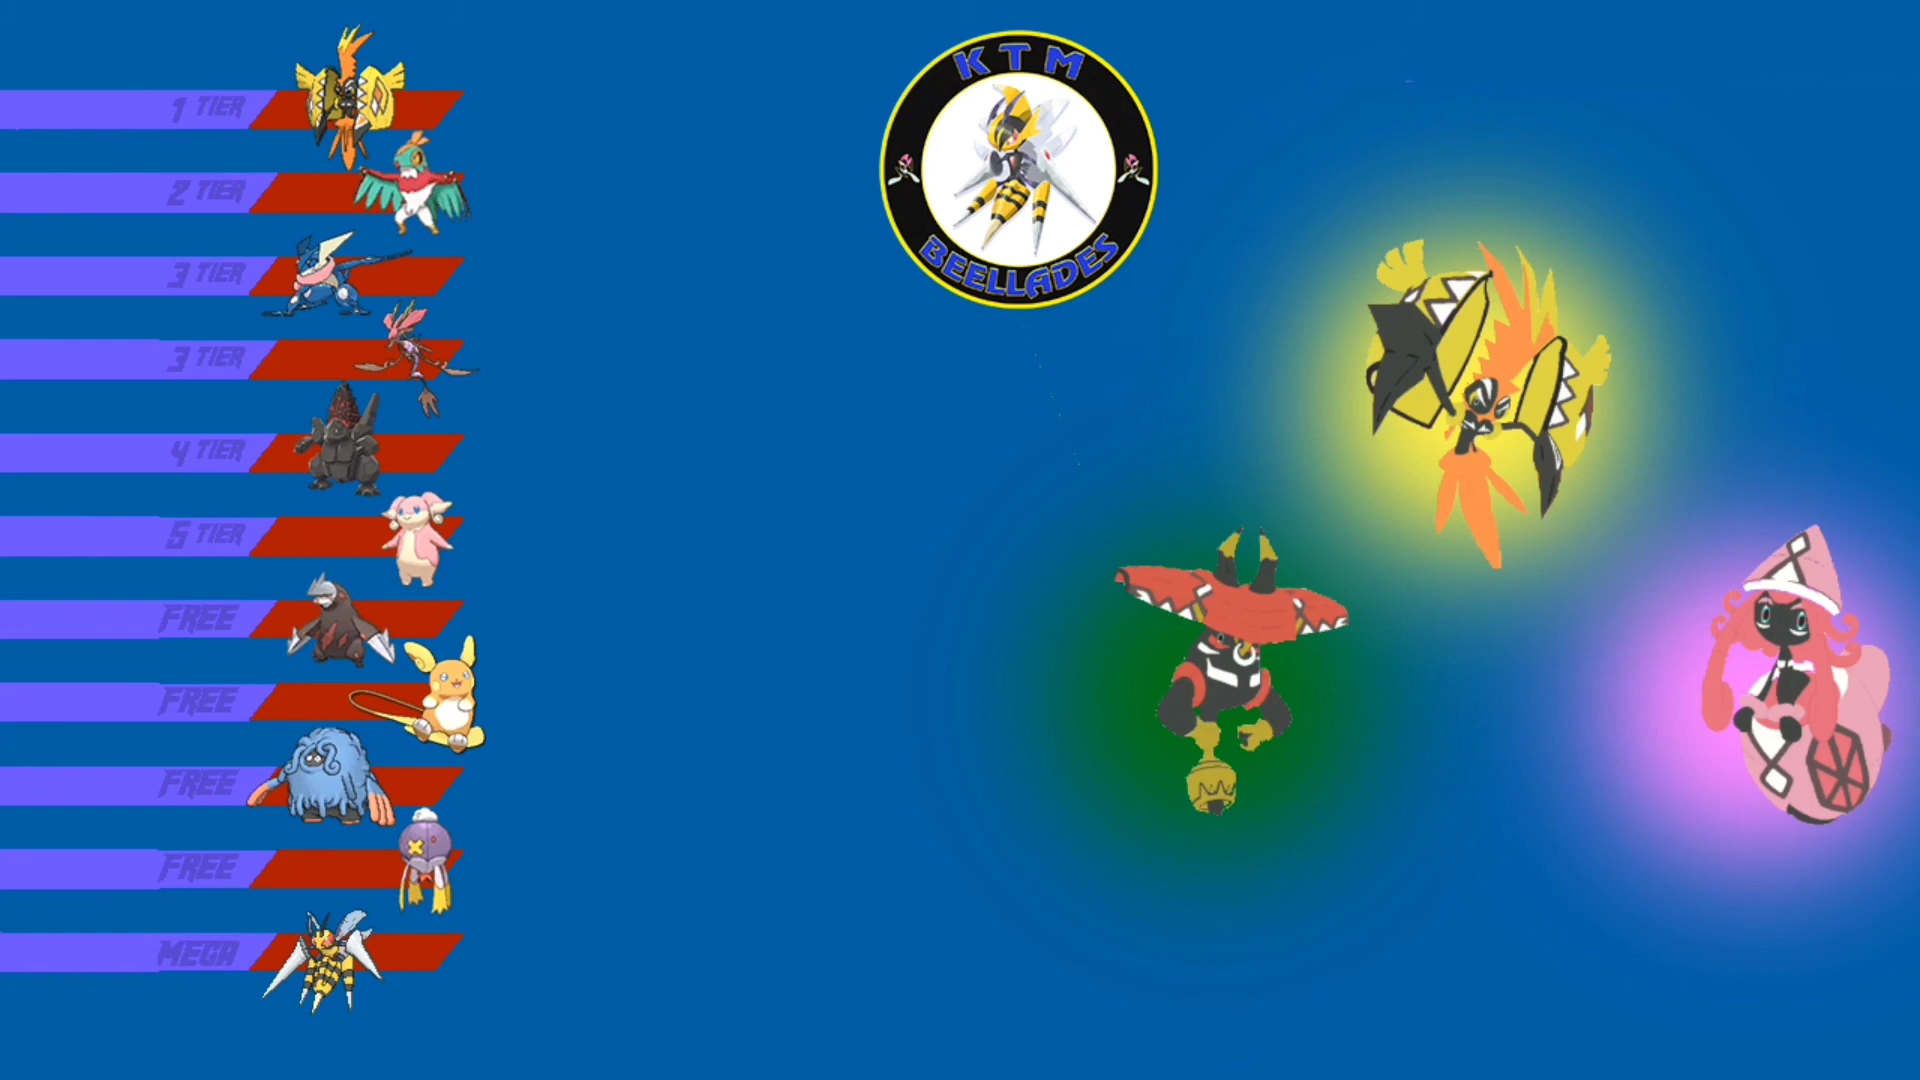 1 TIER
2 TIER
3 TIER
3 TIER
4 TIER
5 TIER
FREE
FREE
FREE
FREE
MEGA
KTM
BEELLADES